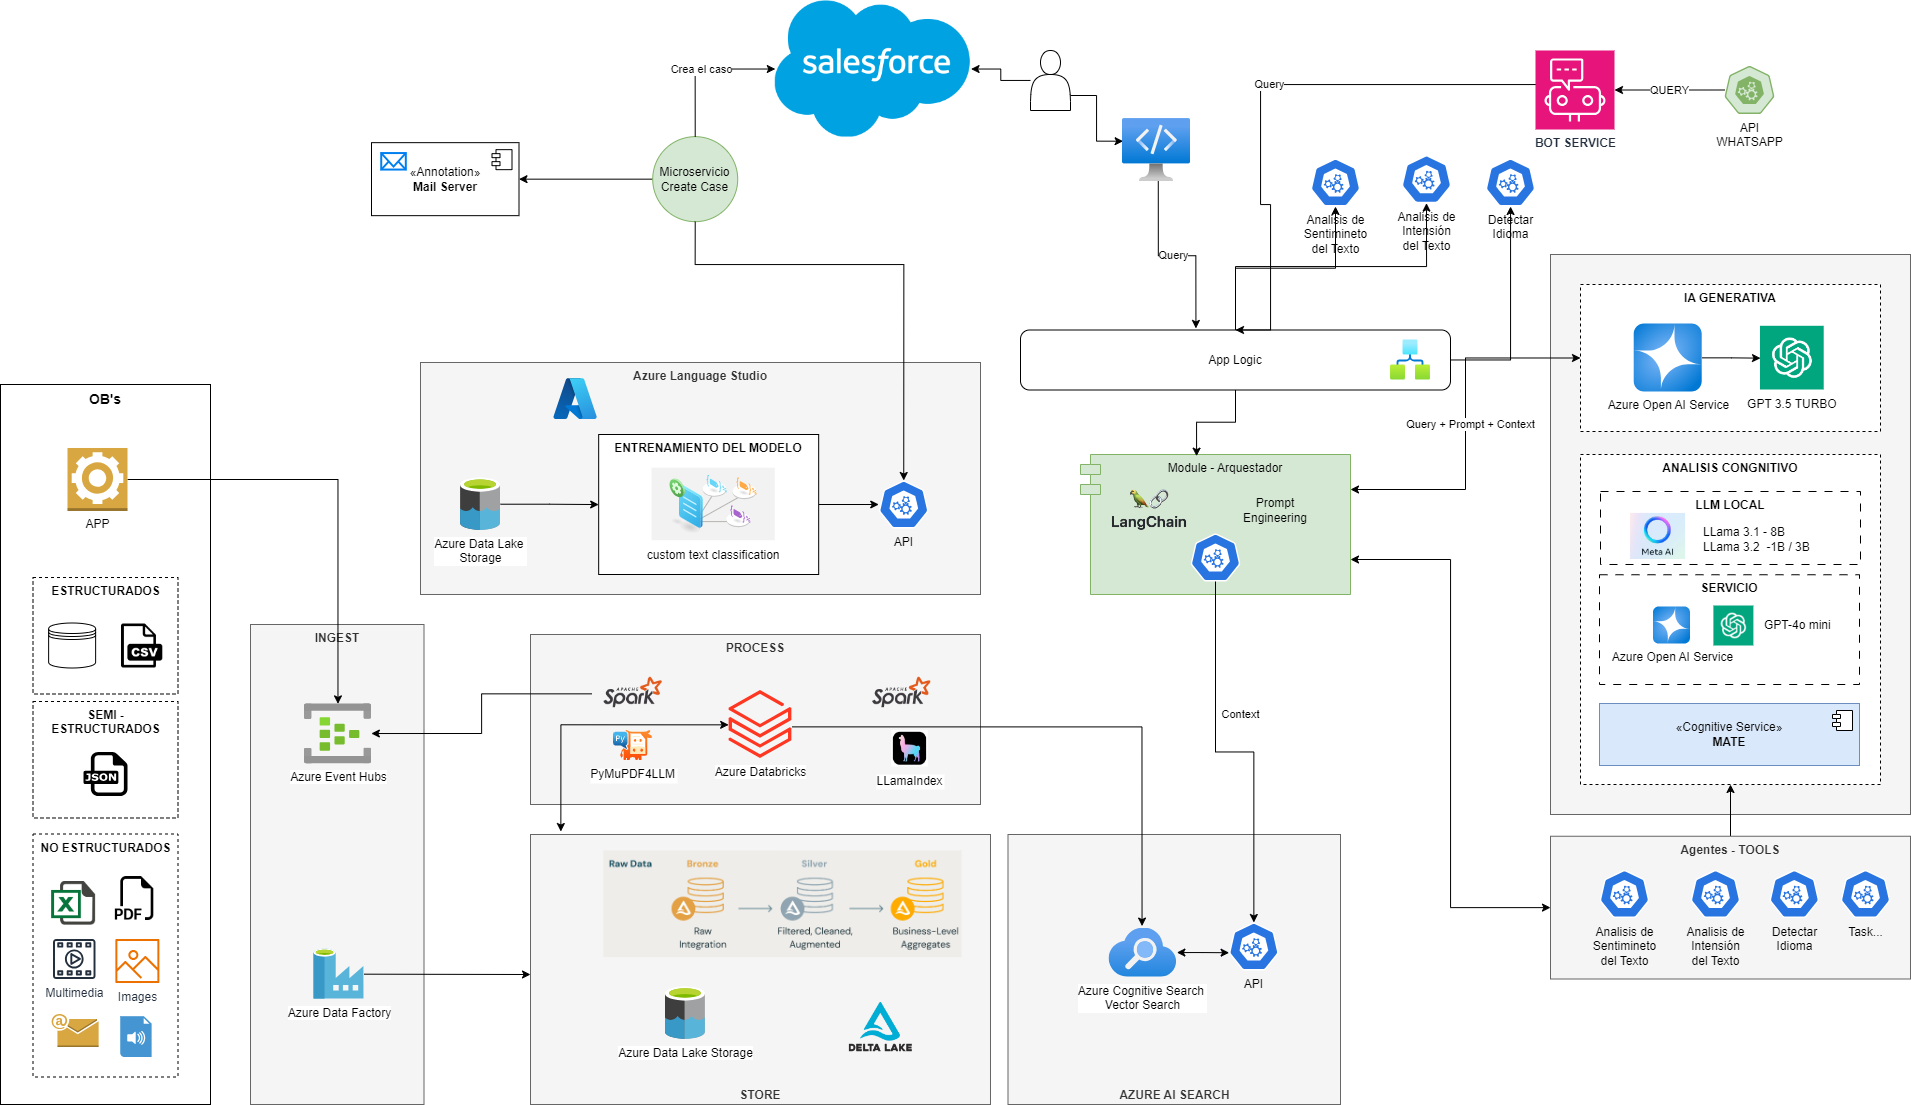 salesforce
Crea el caso
Query
BOT SERVICE
QUERY
API
WHATSAPP
«Annotation»
Mail Server
Microservicio
Create Case
Analisis de
Sentimineto
del Texto
Analisis de
Intensión
del Texto
Detectar
Idioma
Query
App Logic
IA GENERATIVA
Azure Open AI Service
GPT 3.5 TURBO
Query + Prompt + Context
Azure Language Studio
ENTRENAMIENTO DEL MODELO
custom text classification
Azure Data Lake
Storage
API
OB's
APP
ESTRUCTURADOS
CSV
SEMI -
ESTRUCTURADOS
JSON
NO ESTRUCTURADOS
X
PDF
Multimedia
Images
@
Module - Arquestador
LangChain
Prompt
Engineering
ANALISIS CONGNITIVO
LLM LOCAL
Meta AI
LLama 3.1 - 8B
LLama 3.2 -1B / 3B
SERVICIO
Azure Open AI Service
GPT-4o mini
«Cognitive Service»
MATE
INGEST
Azure Event Hubs
Azure Data Factory
PROCESS
APACHE
Spark
Py
PyMuPDF4LLM
Azure Databricks
APACHE
Spark
LLamaIndex
Context
Raw Data
Bronze
Silver
Gold
Raw
Integration
Filtered, Cleaned,
Augmented
Business-Level
Aggregates
Azure Data Lake Storage
DELTA LAKE
STORE
Azure Cognitive Search
Vector Search
API
AZURE AI SEARCH
Agentes - TOOLS
Analisis de
Sentimineto
del Texto
Analisis de
Intensión
del Texto
Detectar
Idioma
Task...